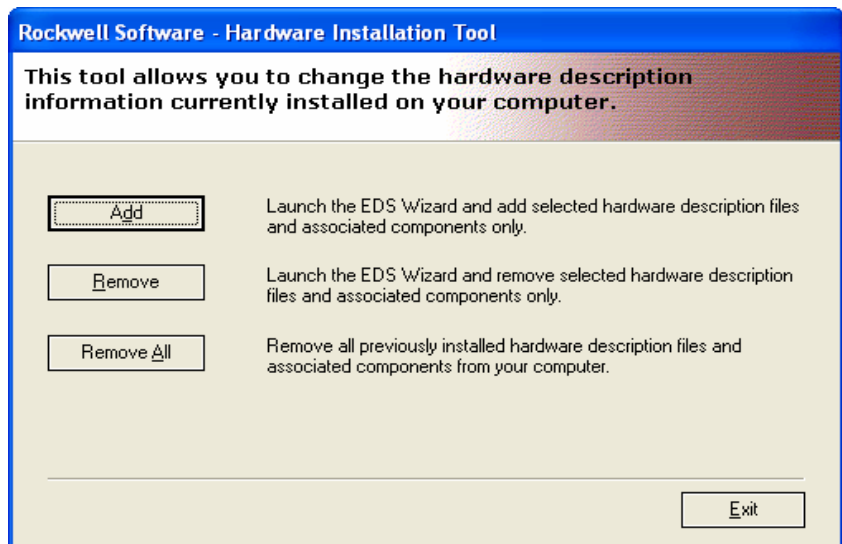 Rockwell Software - Hardware Installation Tool
This tool allows you to change the hardware description
information currently installed on your computer.
Add
Launch the EDS Wizard and add selected hardware description files
and associated components only.
Remove
Launch the EDS Wizard and remove selected hardware description
files and associated components only.
Remove All
Remove all previously installed hardware description files and
associated components from your computer.
Exit